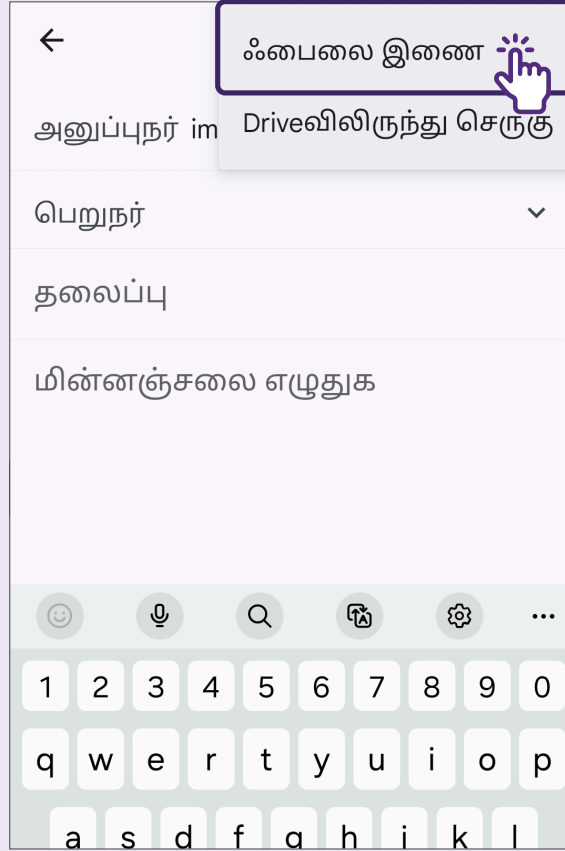 ஃபைலை இணை
Driveவிலிருந்து செருகு
அனுப்புநர் im
பெறுநர்
தலைப்பு
மின்னஞ்சலை எழுதுக
1 2 3 4 5 6 7 8 9 0
q w e r t y u i o p
a s d f g h j k l